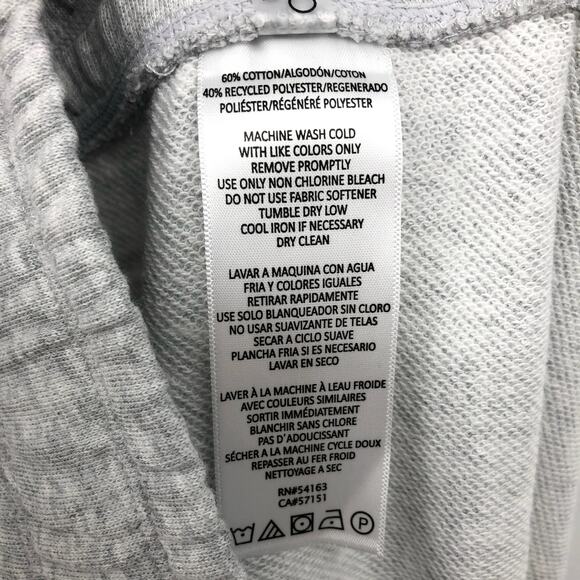 60% COTTON/ALGODÓN/COTON
40% RECYCLED POLYESTER/REGENERADO
POLIÉSTER/RÉGÉNÉRÉ POLYESTER
MACHINE WASH COLD
WITH LIKE COLORS ONLY
REMOVE PROMPTLY
USE ONLY NON CHLORINE BLEACH
DO NOT USE FABRIC SOFTENER
TUMBLE DRY LOW
COOL IRON IF NECESSARY
DRY CLEAN
LAVAR A MAQUINA CON AGUA
FRIA Y COLORES IGUALES
RETIRAR RAPIDAMENTE
USE SOLO BLANQUEADOR SIN CLORO
NO USAR SUAVIZANTE DE TELAS
SECAR A CICLO SUAVE
PLANCHA FRIA SI ES NECESARIO
LAVAR EN SECO
LAVER À LA MACHINE À LEAU FROIDE
AVEC COULEURS SIMILAIRES
SORTIR IMMÉDIATEMENT
BLANCHIR SANS CHLORE
PAS D'ADOUCISSANT
SÉCHER A LA MACHINE CYCLE DOUX
REPASSER AU FER FROID
NETTOYAGE A SEC
RN#54163
CA#57151
P